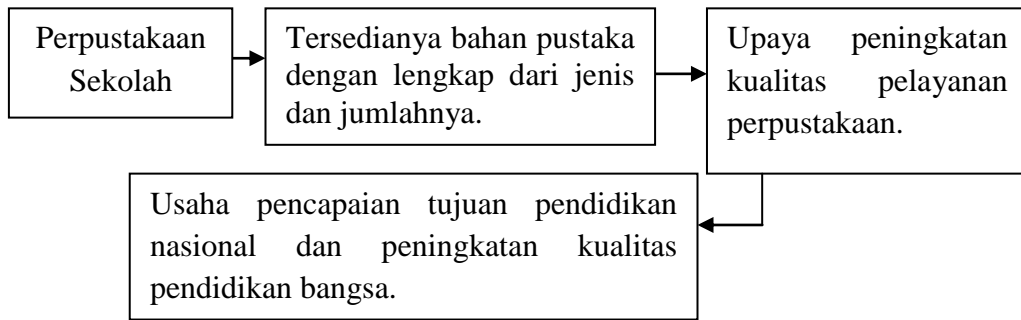 Perpustakaan
Sekolah
Tersedianya bahan pustaka
dengan lengkap dari jenis
dan jumlahnya.
Upaya peningkatan
kualitas pelayanan
perpustakaan.
Usaha pencapaian tujuan pendidikan
nasional dan peningkatan kualitas
pendidikan bangsa.